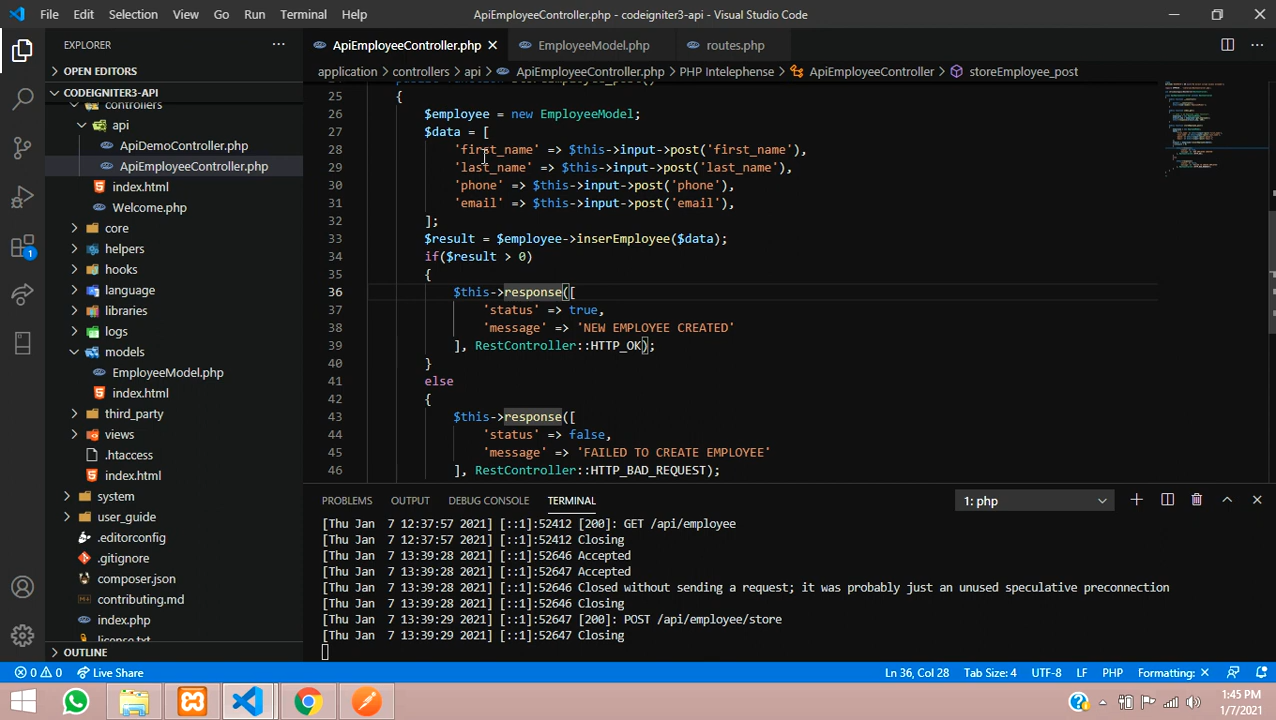 File Edit Selection View Go Run Terminal Help
ApiEmployeeController.php - codeigniter3-api - Visual Studio Code
EXPLORER
OPEN EDITORS
CODEIGNITER3-API
controllers
api
ApiDemoController.php
ApiEmployeeController.php
index.html
Welcome.php
core
helpers
hooks
language
libraries
logs
models
EmployeeModel.php
index.html
third_party
views
.htaccess
index.html
system
user_guide
.editorconfig
.gitignore
composer.json
contributing.md
index.php
license.txt
OUTLINE
1
ApiEmployeeController.php
EmployeeModel.php
routes.php
application > controllers > api > ApiEmployeeController.php > PHP Intelephense > ApiEmployeeController > storeEmployee_post
25 {
26 $employee = new EmployeeModel;
27 $data = [
28 'first_name' => $this->input->post('first_name'),
29 'last_name' => $this->input->post('last_name'),
30 'phone' => $this->input->post('phone'),
31 'email' => $this->input->post('email'),
32 ];
33 $result = $employee->inserEmployee($data);
34 if($result > 0)
35 {
36 $this->response([
37 'status' => true,
38 'message' => 'NEW EMPLOYEE CREATED'
39 ], RestController::HTTP_OK);
40 }
41 else
42 {
43 $this->response([
44 'status' => false,
45 'message' => 'FAILED TO CREATE EMPLOYEE'
46 ], RestController::HTTP_BAD_REQUEST);
PROBLEMS OUTPUT DEBUG CONSOLE TERMINAL
1: php
[Thu Jan  7 12:37:57 2021] [::1]:52412 [200]: GET /api/employee
[Thu Jan  7 12:37:57 2021] [::1]:52412 Closing
[Thu Jan  7 13:39:28 2021] [::1]:52646 Accepted
[Thu Jan  7 13:39:28 2021] [::1]:52647 Accepted
[Thu Jan  7 13:39:28 2021] [::1]:52646 Closed without sending a request; it was probably just an unused speculative preconnection
[Thu Jan  7 13:39:28 2021] [::1]:52646 Closing
[Thu Jan  7 13:39:29 2021] [::1]:52647 [200]: POST /api/employee/store
[Thu Jan  7 13:39:29 2021] [::1]:52647 Closing
0 0 Live Share
Ln 36, Col 28 Tab Size: 4 UTF-8 LF PHP Formatting: ×
1:45 PM
1/7/2021